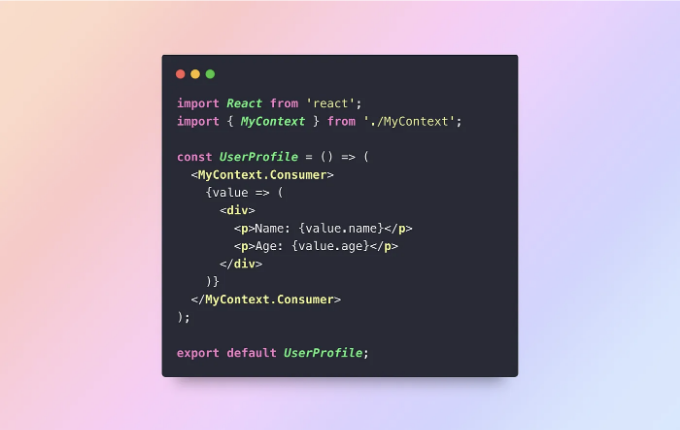 import React from 'react';
import { MyContext } from './MyContext';
const UserProfile = () => (
<MyContext.Consumer>
{value => (
<div>
<p>Name: {value.name}</p>
<p>Age: {value.age}</p>
</div>
)}
</MyContext.Consumer>
);
export default UserProfile;